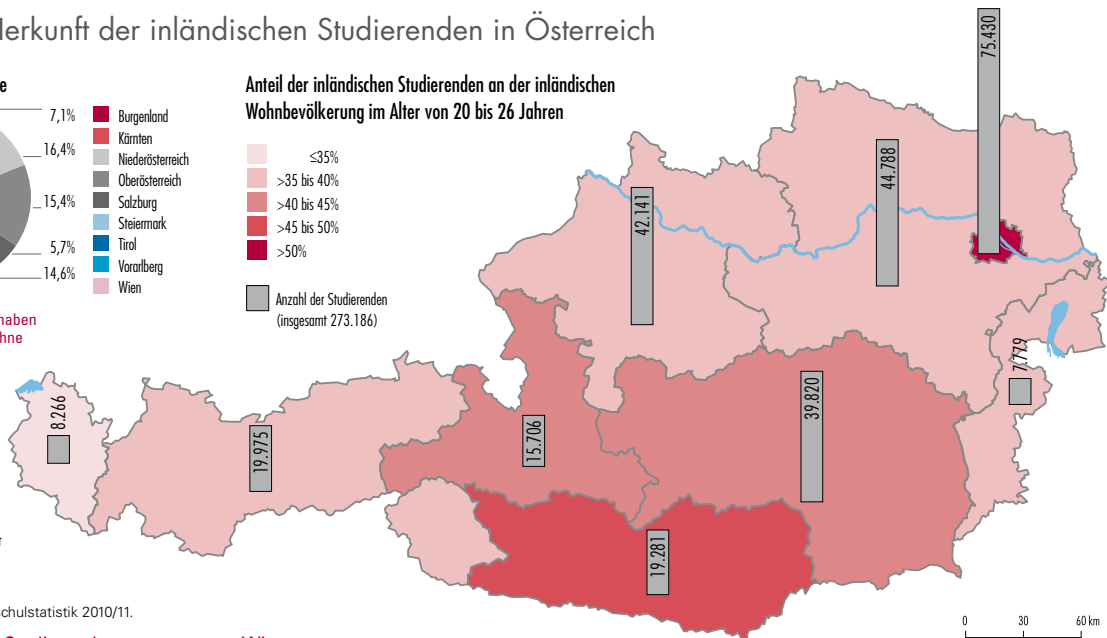 Herkunft der inländischen Studierenden in Österreich
7,1%
16,4%
15,4%
5,7%
14,6%
Burgenland
Kärnten
Niederösterreich
Oberösterreich
Salzburg
Steiermark
Tirol
Vorarlberg
Wien
haben
ohne
Anteil der inländischen Studierenden an der inländischen
Wohnbevölkerung im Alter von 20 bis 26 Jahren
≤35%
>35 bis 40%
>40 bis 45%
>45 bis 50%
>50%
Anzahl der Studierenden
(insgesamt 273.186)
75.430
44.788
42.141
7.779
39.820
8.266
19.975
15.706
19.281
chulstatistik 2010/11.
0 30 60 km